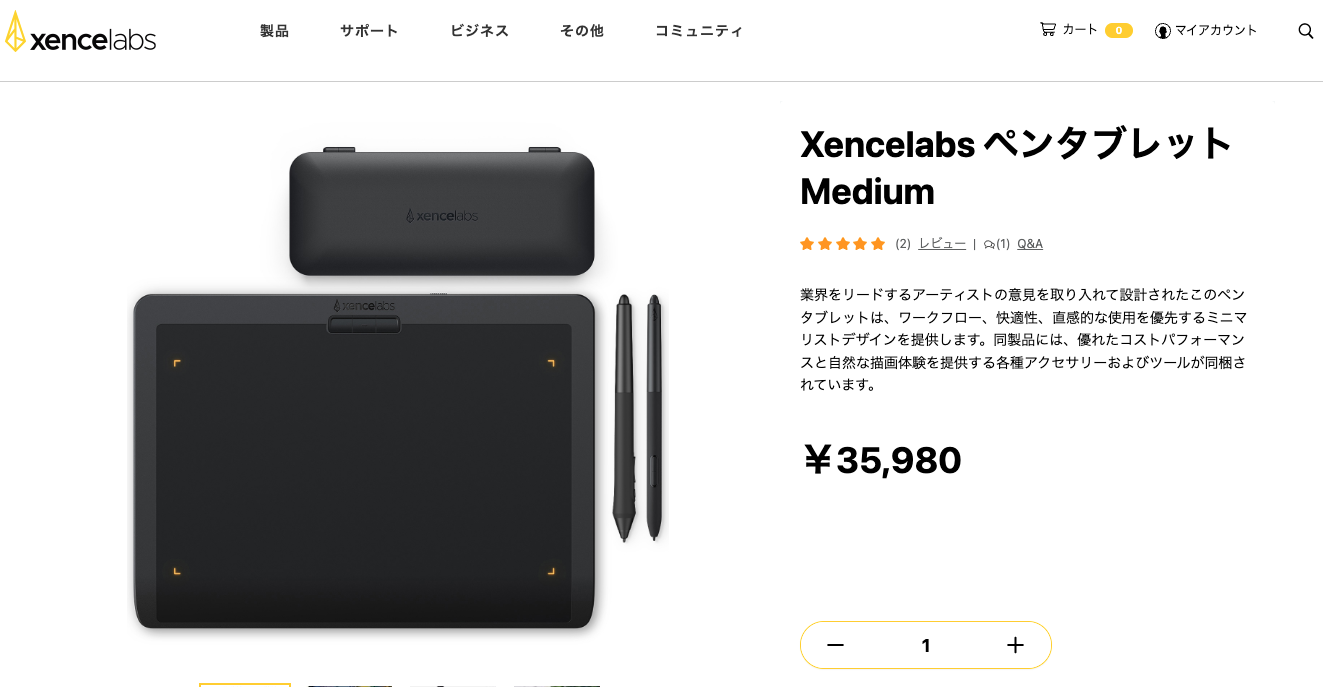 xencelabs
製品
サポート
ビジネス
その他
コミュニティ
カート 0
マイアカウント
xencelabs
xencelabs
Xencelabs ペンタブレット
Medium
(2) レビュー | (1) Q&A
業界をリードするアーティストの意見を取り入れて設計されたこのペン
タブレットは、ワークフロー、快適性、直感的な使用を優先するミニマ
リストデザインを提供します。同製品には、優れたコストパフォーマン
スと自然な描画体験を提供する各種アクセサリーおよびツールが同梱さ
れています。
￥35,980
− 1 +